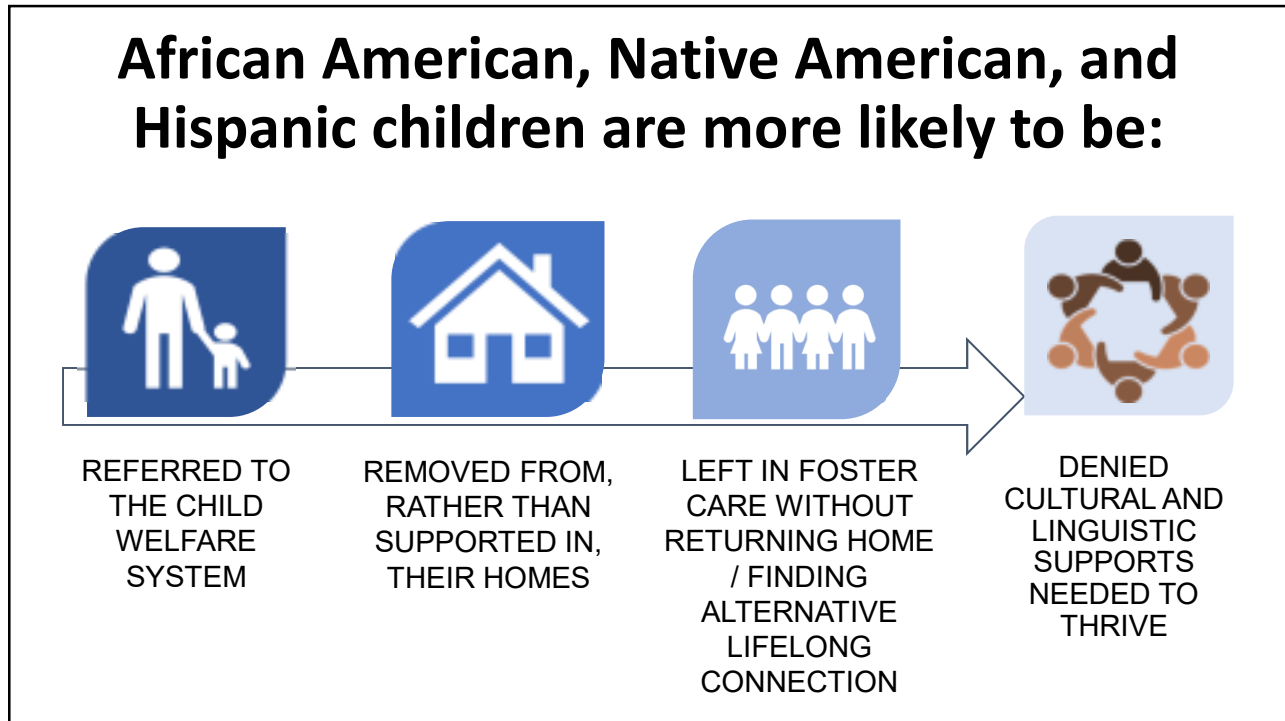 African American, Native American, and
Hispanic children are more likely to be:
REFERRED TO
THE CHILD
WELFARE
SYSTEM
REMOVED FROM,
RATHER THAN
SUPPORTED IN,
THEIR HOMES
LEFT IN FOSTER
CARE WITHOUT
RETURNING HOME
/ FINDING
ALTERNATIVE
LIFELONG
CONNECTION
DENIED
CULTURAL AND
LINGUISTIC
SUPPORTS
NEEDED TO
THRIVE